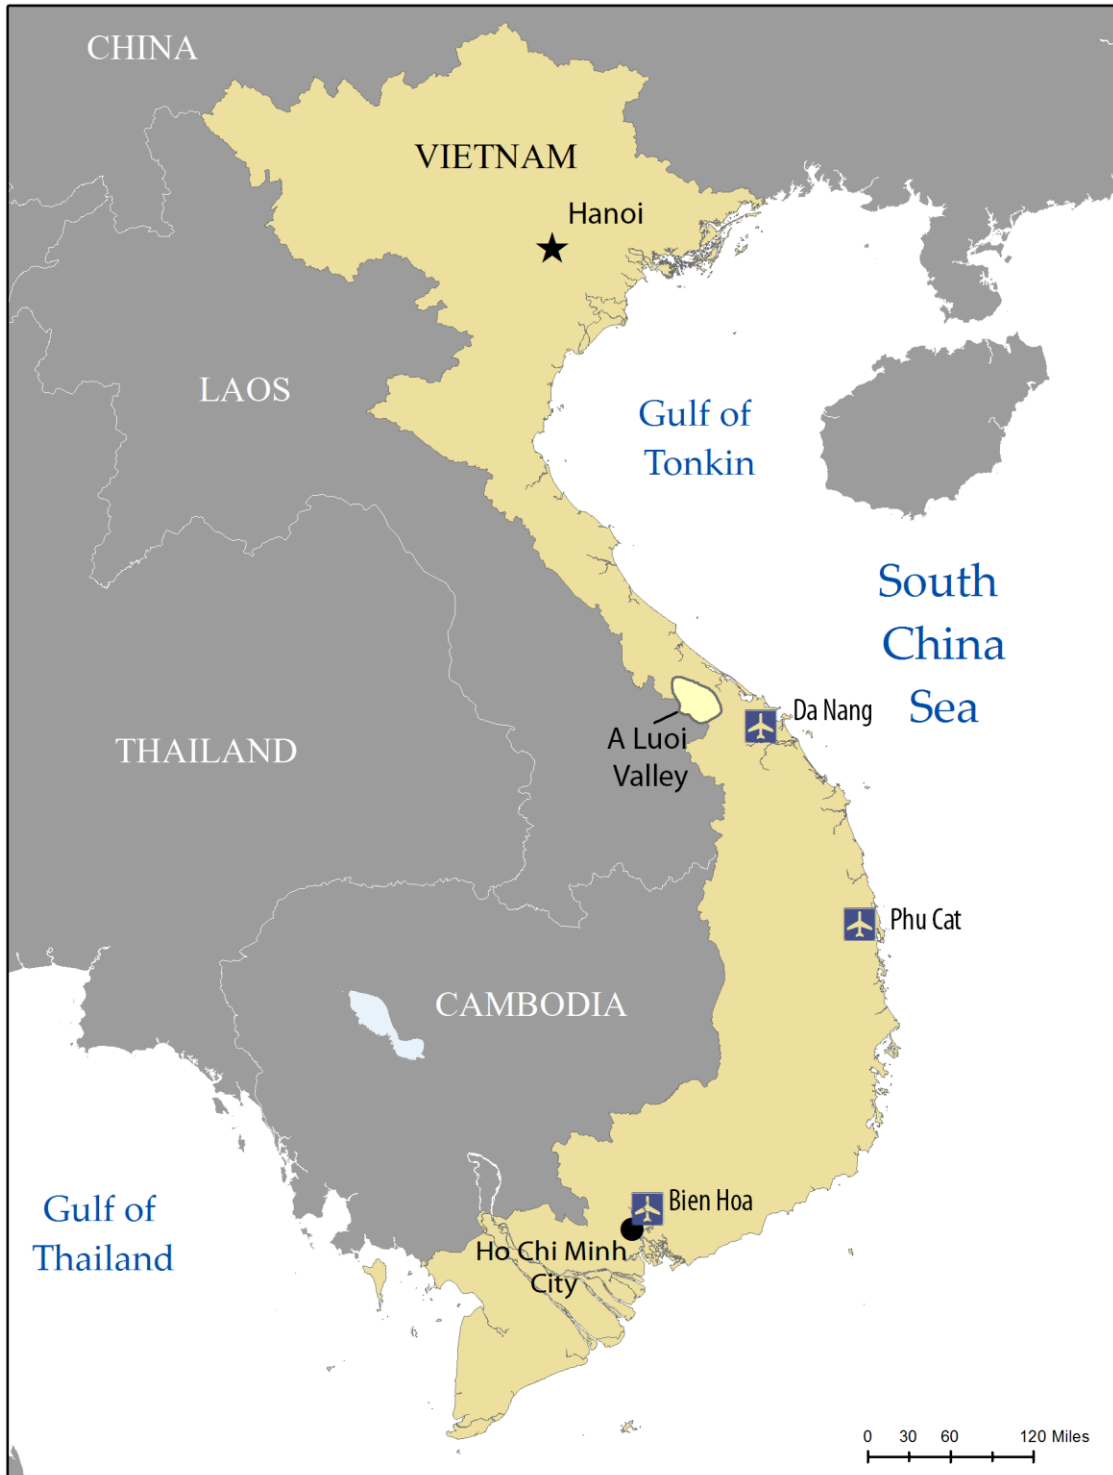 CHINA
VIETNAM
Hanoi
LAOS
Gulf of
Tonkin
South
China
Sea
Da Nang
A Luoi
Valley
THAILAND
Phu Cat
CAMBODIA
Bien Hoa
Gulf of
Thailand
Ho Chi Minh
City
0 30 60 120 Miles